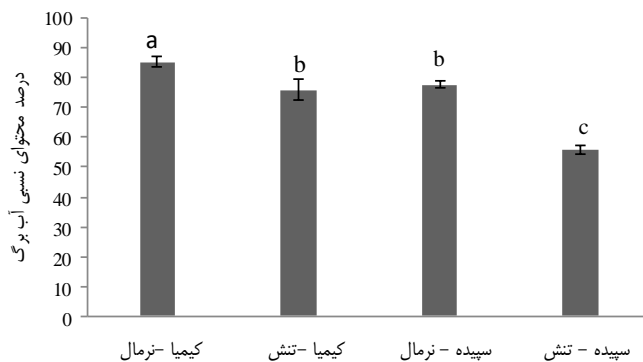 100
90
80
70
60
50
40
30
20
10
0
درصد محتوای نسبی آب برگ
a
b
b
c
کیمیا -نرمال
کیمیا -تنش
سپیده - نرمال
سپیده - تنش